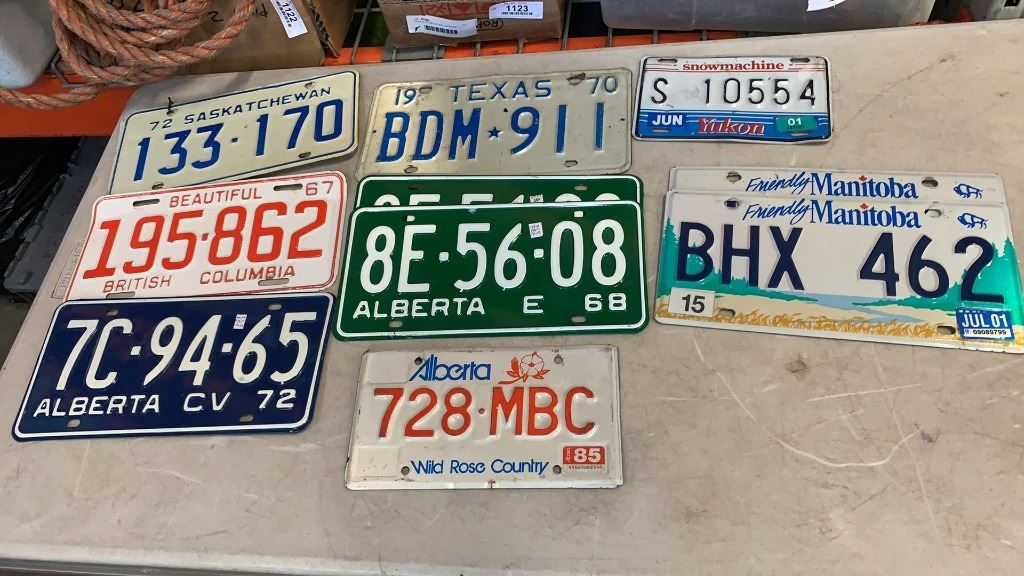 1122
1123
72 SASKATCHEWAN
133-170
19 TEXAS 70
BDM★911
snowmachine
S 10554
JUN Yukon 01
BEAUTIFUL 67
195-862
BRITISH COLUMBIA
8E-56-08
ALBERTA E 68
Friendly Manitoba
Friendly Manitoba
BHX 462
15
JUL 01
09089799
7C-94-65
ALBERTA CV 72
Alberta
728·MBC
85
Wild Rose Country